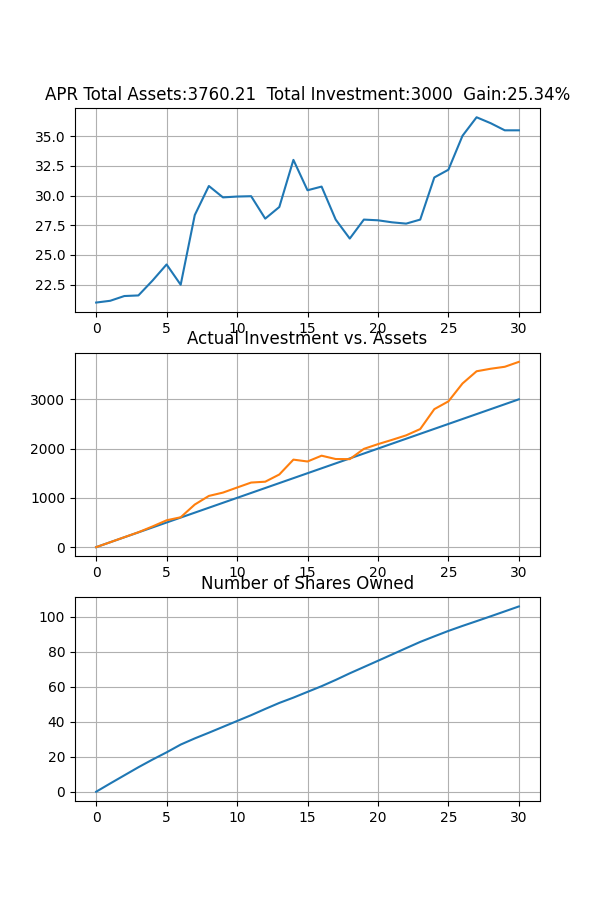 APR Total Assets:3760.21  Total Investment:3000  Gain:25.34%
35.0
32.5
30.0
27.5
25.0
22.5
0 5 10 15 20 25 30
Actual Investment vs. Assets
3000
2000
1000
0
0 5 10 15 20 25 30
Number of Shares Owned
100
80
60
40
20
0
0 5 10 15 20 25 30